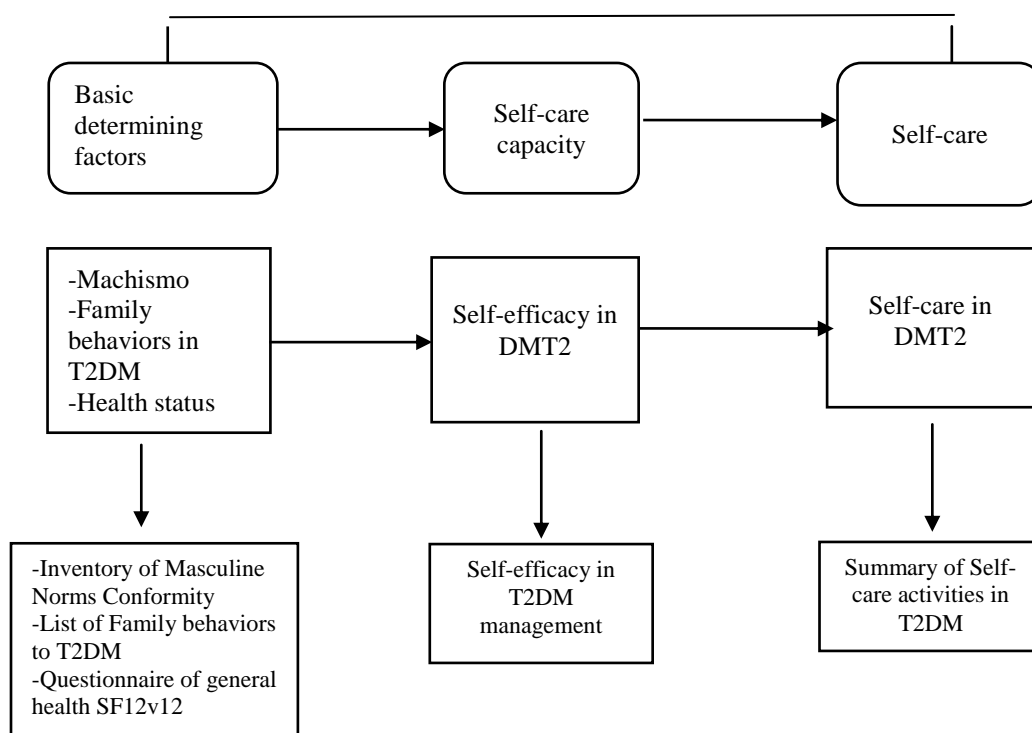 Basic
determining
factors
Self-care
capacity
Self-care
-Machismo
-Family
behaviors in
T2DM
-Health status
Self-efficacy in
DMT2
Self-care in
DMT2
-Inventory of Masculine
Norms Conformity
-List of Family behaviors
to T2DM
-Questionnaire of general
health SF12v12
Self-efficacy in
T2DM
management
Summary of Self-
care activities in
T2DM